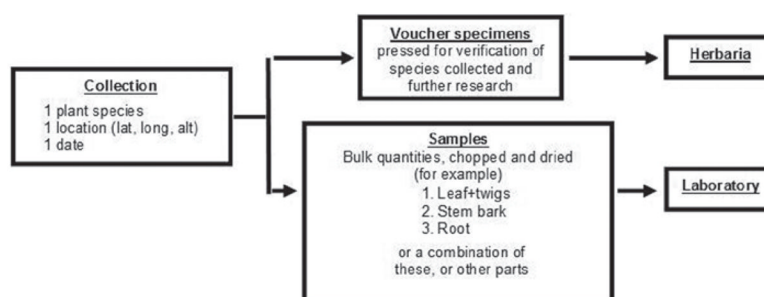 Collection
1 plant species
1 location (lat, long, alt)
1 date
Voucher specimens
pressed for verification of
species collected and
further research
Herbaria
Samples
Bulk quantities, chopped and dried
(for example)
1. Leaf+twigs
2. Stem bark
3. Root
or a combination of
these, or other parts
Laboratory